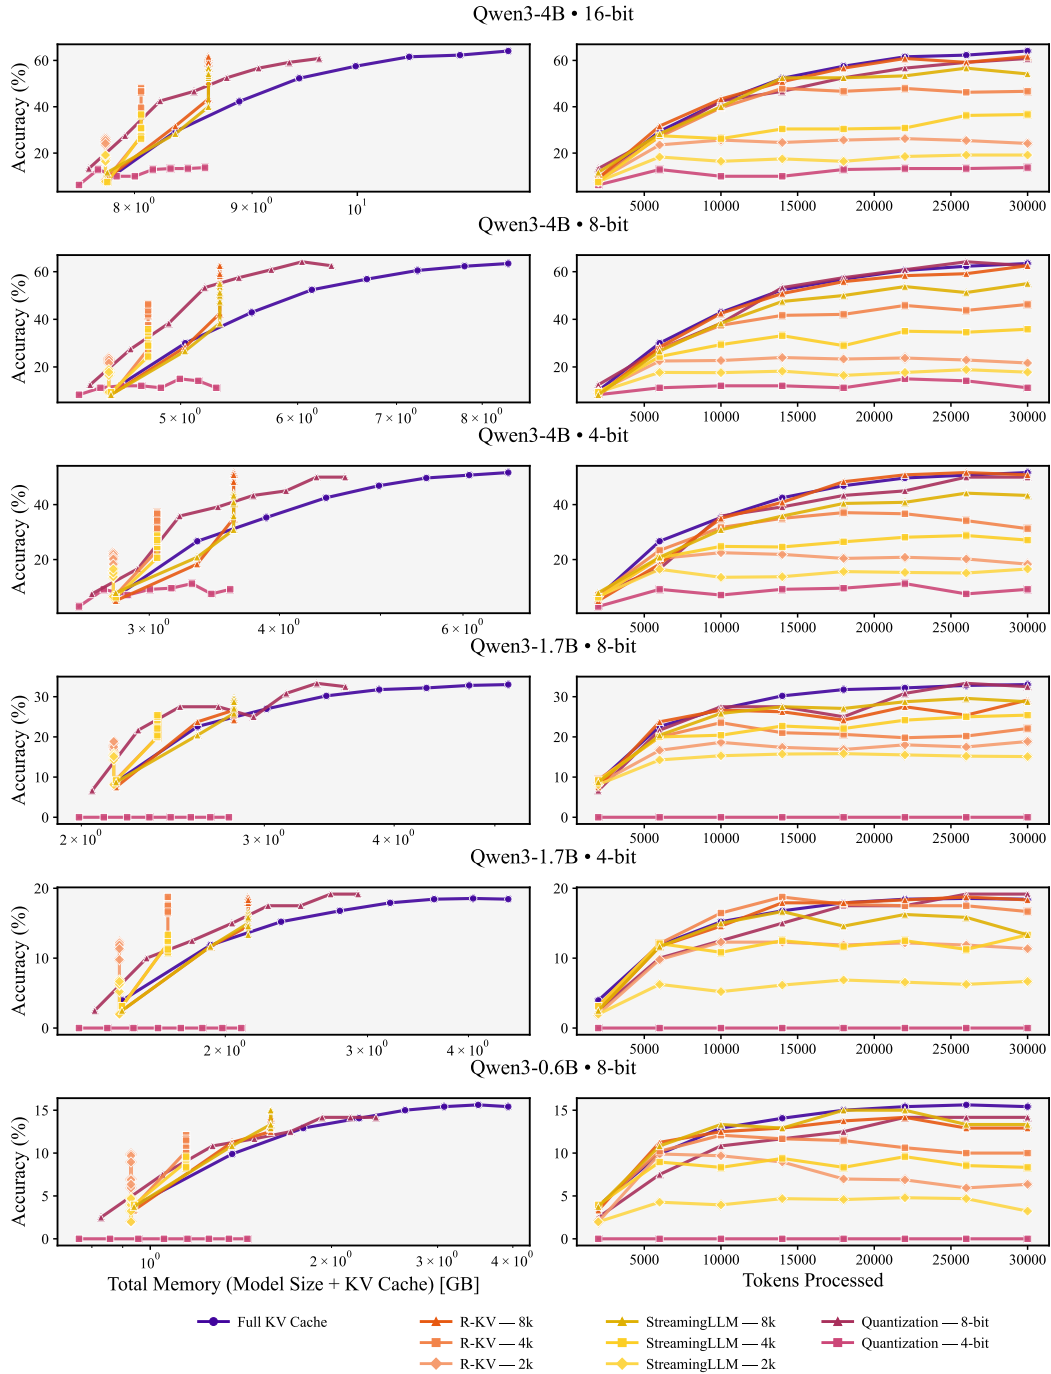 Qwen3-4B • 16-bit
Accuracy (%)
60
40
20
8 × 10⁰
9 × 10⁰
10¹
60
40
20
5000
10000
15000
20000
25000
30000
Qwen3-4B • 8-bit
Accuracy (%)
60
40
20
5 × 10⁰
6 × 10⁰
7 × 10⁰
8 × 10⁰
60
40
20
5000
10000
15000
20000
25000
30000
Qwen3-4B • 4-bit
Accuracy (%)
40
20
3 × 10⁰
4 × 10⁰
6 × 10⁰
40
20
5000
10000
15000
20000
25000
30000
Qwen3-1.7B • 8-bit
Accuracy (%)
30
20
10
0
2 × 10⁰
3 × 10⁰
4 × 10⁰
30
20
10
0
5000
10000
15000
20000
25000
30000
Qwen3-1.7B • 4-bit
Accuracy (%)
20
10
0
2 × 10⁰
3 × 10⁰
4 × 10⁰
20
10
0
5000
10000
15000
20000
25000
30000
Qwen3-0.6B • 8-bit
Accuracy (%)
15
10
5
0
10⁰
2 × 10⁰
3 × 10⁰
4 × 10⁰
Total Memory (Model Size + KV Cache) [GB]
15
10
5
0
5000
10000
15000
20000
25000
30000
Tokens Processed
Full KV Cache
R-KV — 8k
R-KV — 4k
R-KV — 2k
StreamingLLM — 8k
StreamingLLM — 4k
StreamingLLM — 2k
Quantization — 8-bit
Quantization — 4-bit